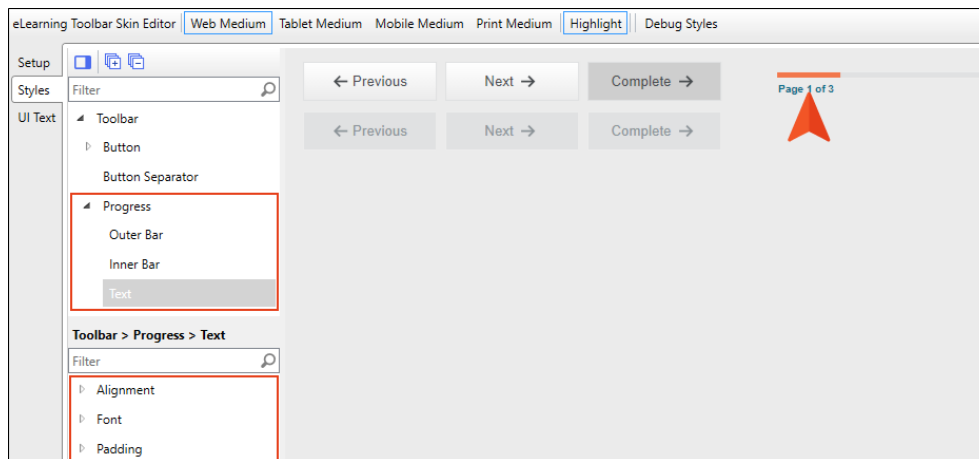 eLearning Toolbar Skin Editor Web Medium Tablet Medium Mobile Medium Print Medium Highlight Debug Styles
Setup
Styles
UI Text
Filter
Toolbar
Button
Button Separator
Progress
Outer Bar
Inner Bar
Text
Toolbar > Progress > Text
Filter
Alignment
Font
Padding
← Previous Next → Complete →
← Previous Next → Complete →
Page 1 of 3